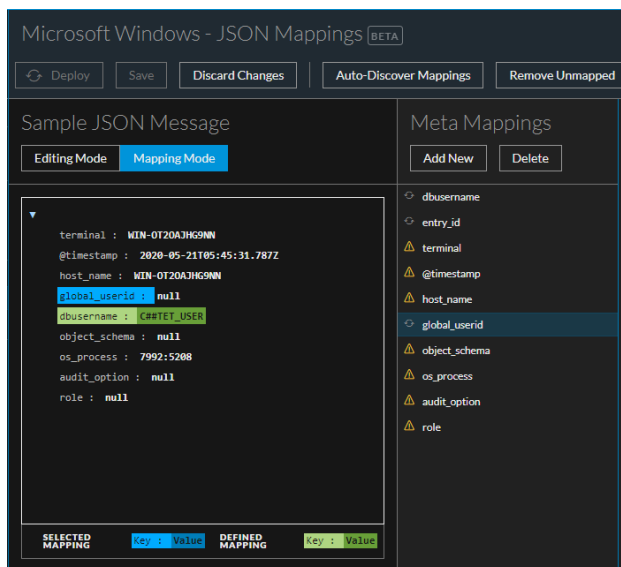 Microsoft Windows - JSON Mappings BETA
Deploy Save Discard Changes Auto-Discover Mappings Remove Unmapped
Sample JSON Message
Editing Mode Mapping Mode
terminal : WIN-OT2OAJHG9NN
@timestamp : 2020-05-21T05:45:31.787Z
host_name : WIN-OT2OAJHG9NN
global_userid : null
dbusername : C##TET_USER
object_schema : null
os_process : 7992:5208
audit_option : null
role : null
SELECTED MAPPING Key : Value DEFINED MAPPING Key : Value
Meta Mappings
Add New Delete
dbusername
entry_id
terminal
@timestamp
host_name
global_userid
object_schema
os_process
audit_option
role